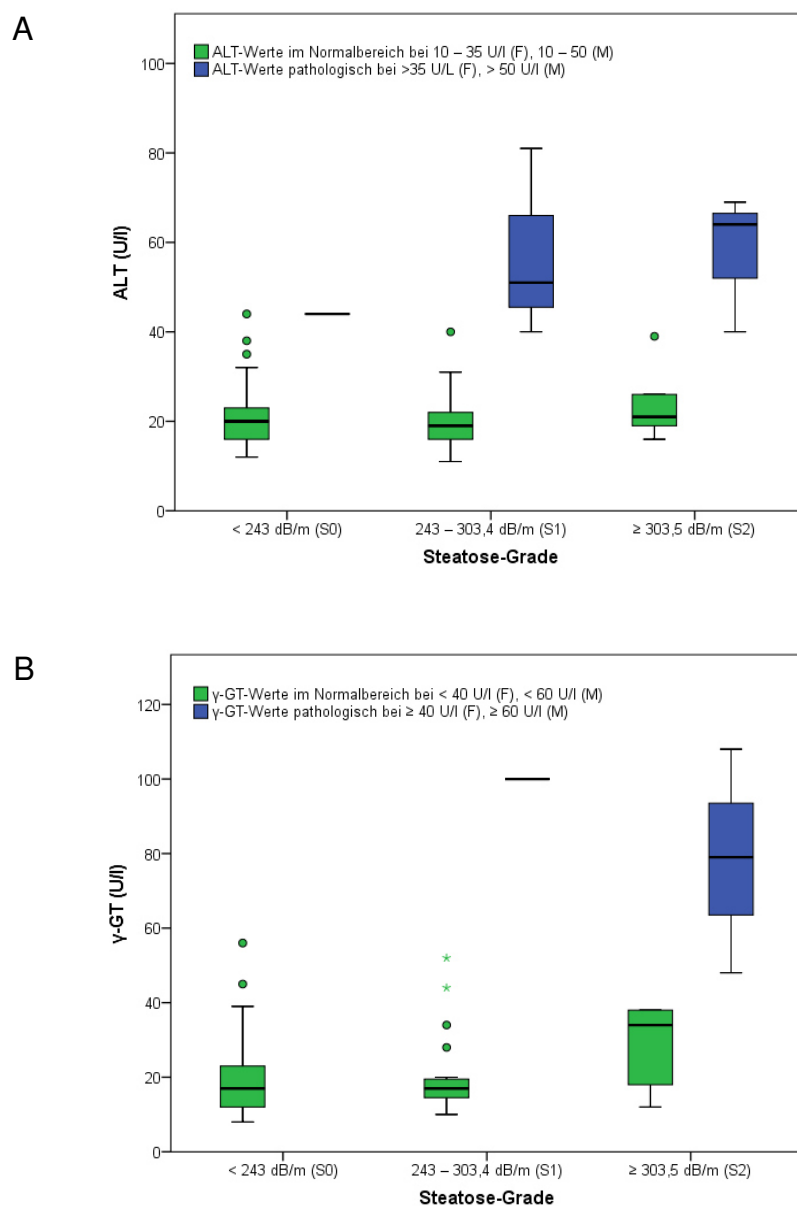 A
ALT-Werte im Normalbereich bei 10 – 35 U/l (F), 10 – 50 (M)
ALT-Werte pathologisch bei >35 U/L (F), > 50 U/l (M)
100
80
60
40
20
0
ALT (U/l)
< 243 dB/m (S0)
243 – 303,4 dB/m (S1)
≥ 303,5 dB/m (S2)
Steatose-Grade
B
γ-GT-Werte im Normalbereich bei < 40 U/l (F), < 60 U/l (M)
γ-GT-Werte pathologisch bei ≥ 40 U/l (F), ≥ 60 U/l (M)
120
100
80
60
40
20
0
γ-GT (U/l)
< 243 dB/m (S0)
243 – 303,4 dB/m (S1)
≥ 303,5 dB/m (S2)
Steatose-Grade